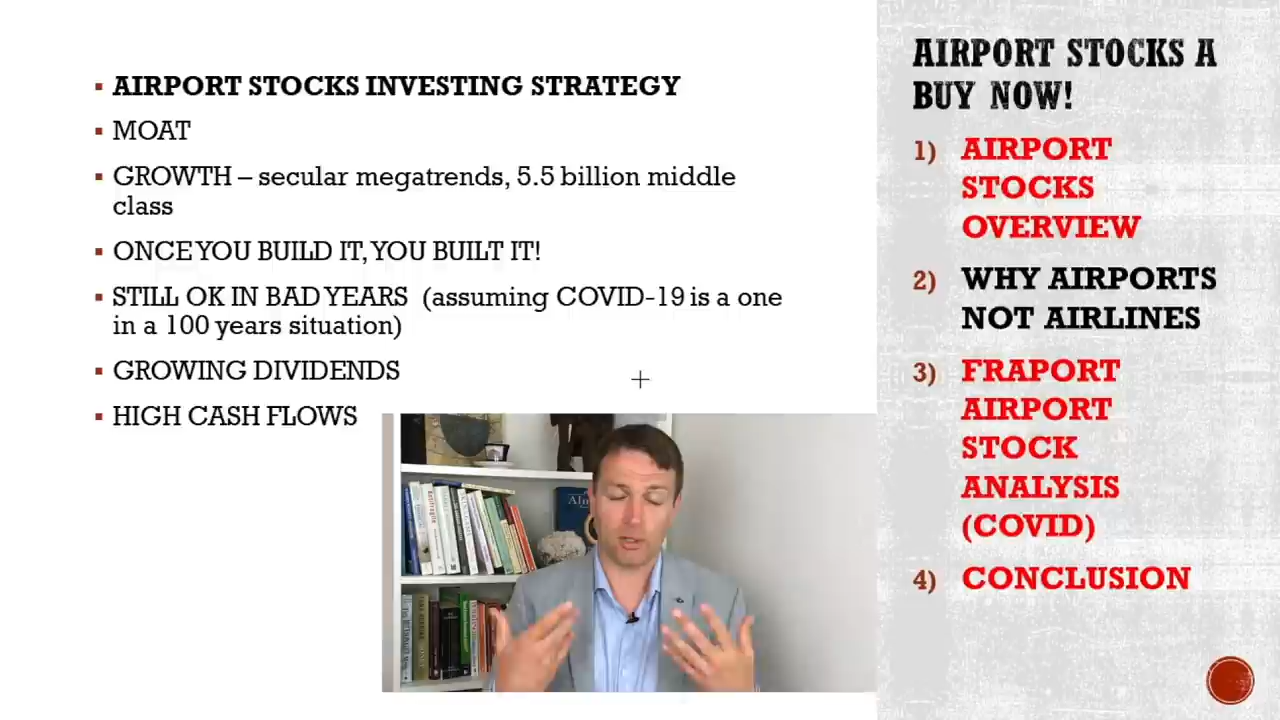 AIRPORT STOCKS INVESTING STRATEGY
MOAT
GROWTH – secular megatrends, 5.5 billion middle
class
ONCE YOU BUILD IT, YOU BUILT IT!
STILL OK IN BAD YEARS (assuming COVID-19 is a one
in a 100 years situation)
GROWING DIVIDENDS
HIGH CASH FLOWS
AIRPORT STOCKS A
BUY NOW!
1) AIRPORT
STOCKS
OVERVIEW
2) WHY AIRPORTS
NOT AIRLINES
3) FRAPORT
AIRPORT
STOCK
ANALYSIS
(COVID)
4) CONCLUSION